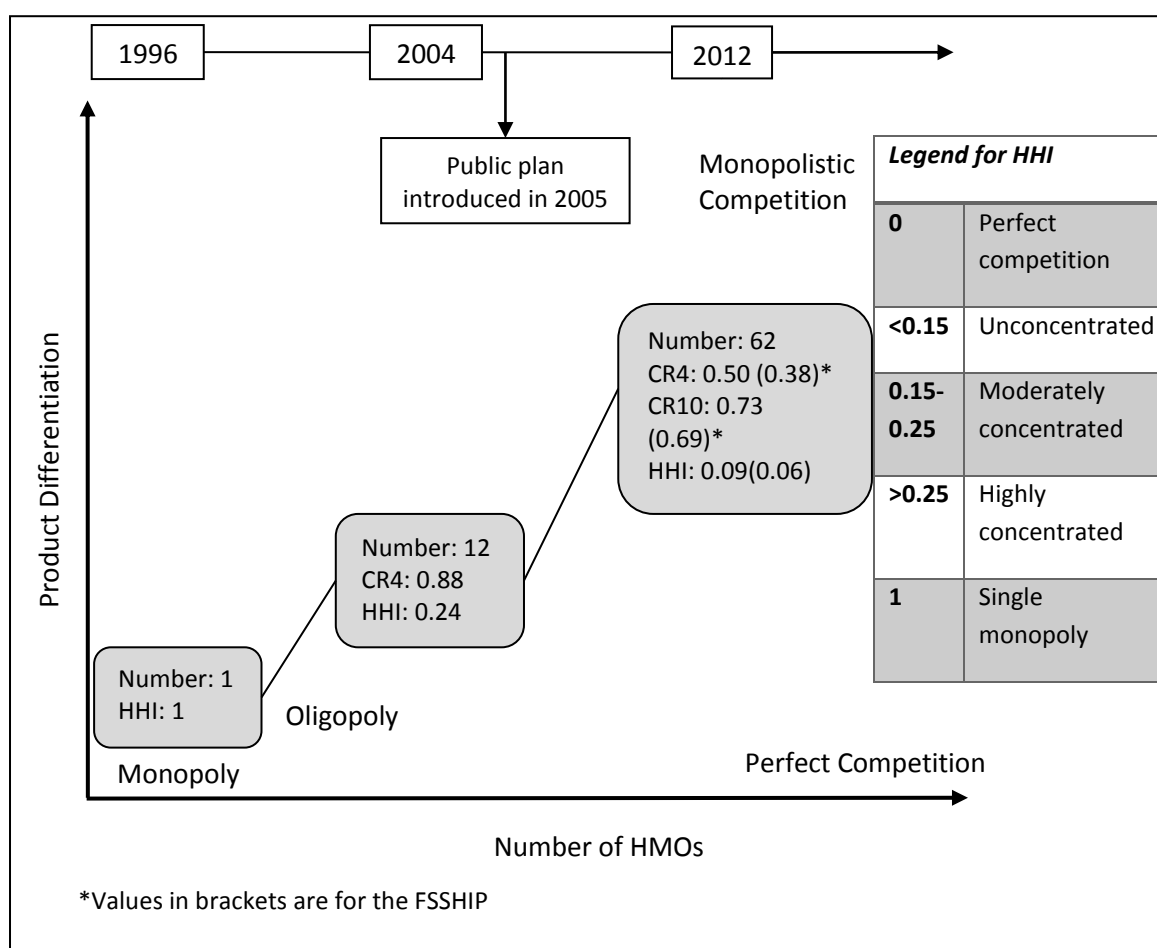 1996
2004
2012
Public plan
introduced in 2005
Monopolistic
Competition
Legend for HHI
0 Perfect
competition
<0.15 Unconcentrated
0.15- Moderately
0.25 concentrated
>0.25 Highly
concentrated
1 Single
monopoly
Number: 62
CR4: 0.50 (0.38)*
CR10: 0.73
(0.69)*
HHI: 0.09(0.06)
Number: 12
CR4: 0.88
HHI: 0.24
Number: 1
HHI: 1
Oligopoly
Monopoly
Perfect Competition
Product Differentiation
Number of HMOs
*Values in brackets are for the FSSHIP